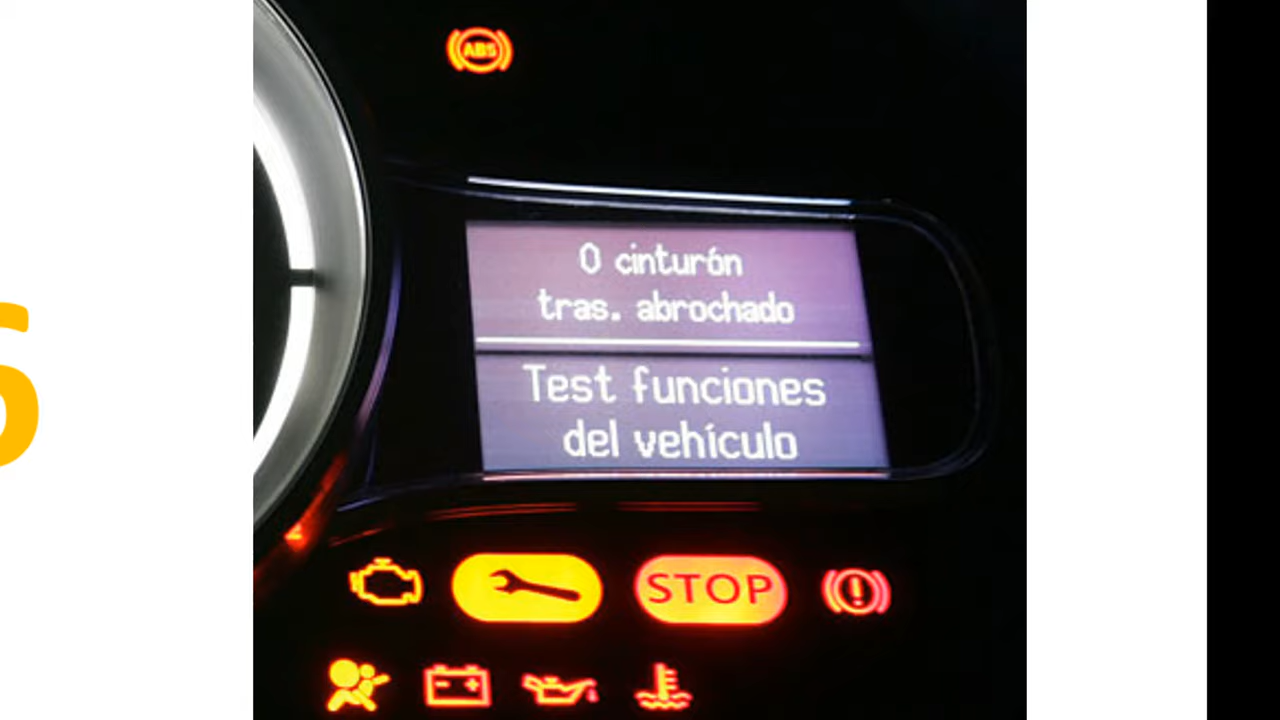 ABS
0 cinturón
tras. abrochado
Test funciones
del vehículo
STOP